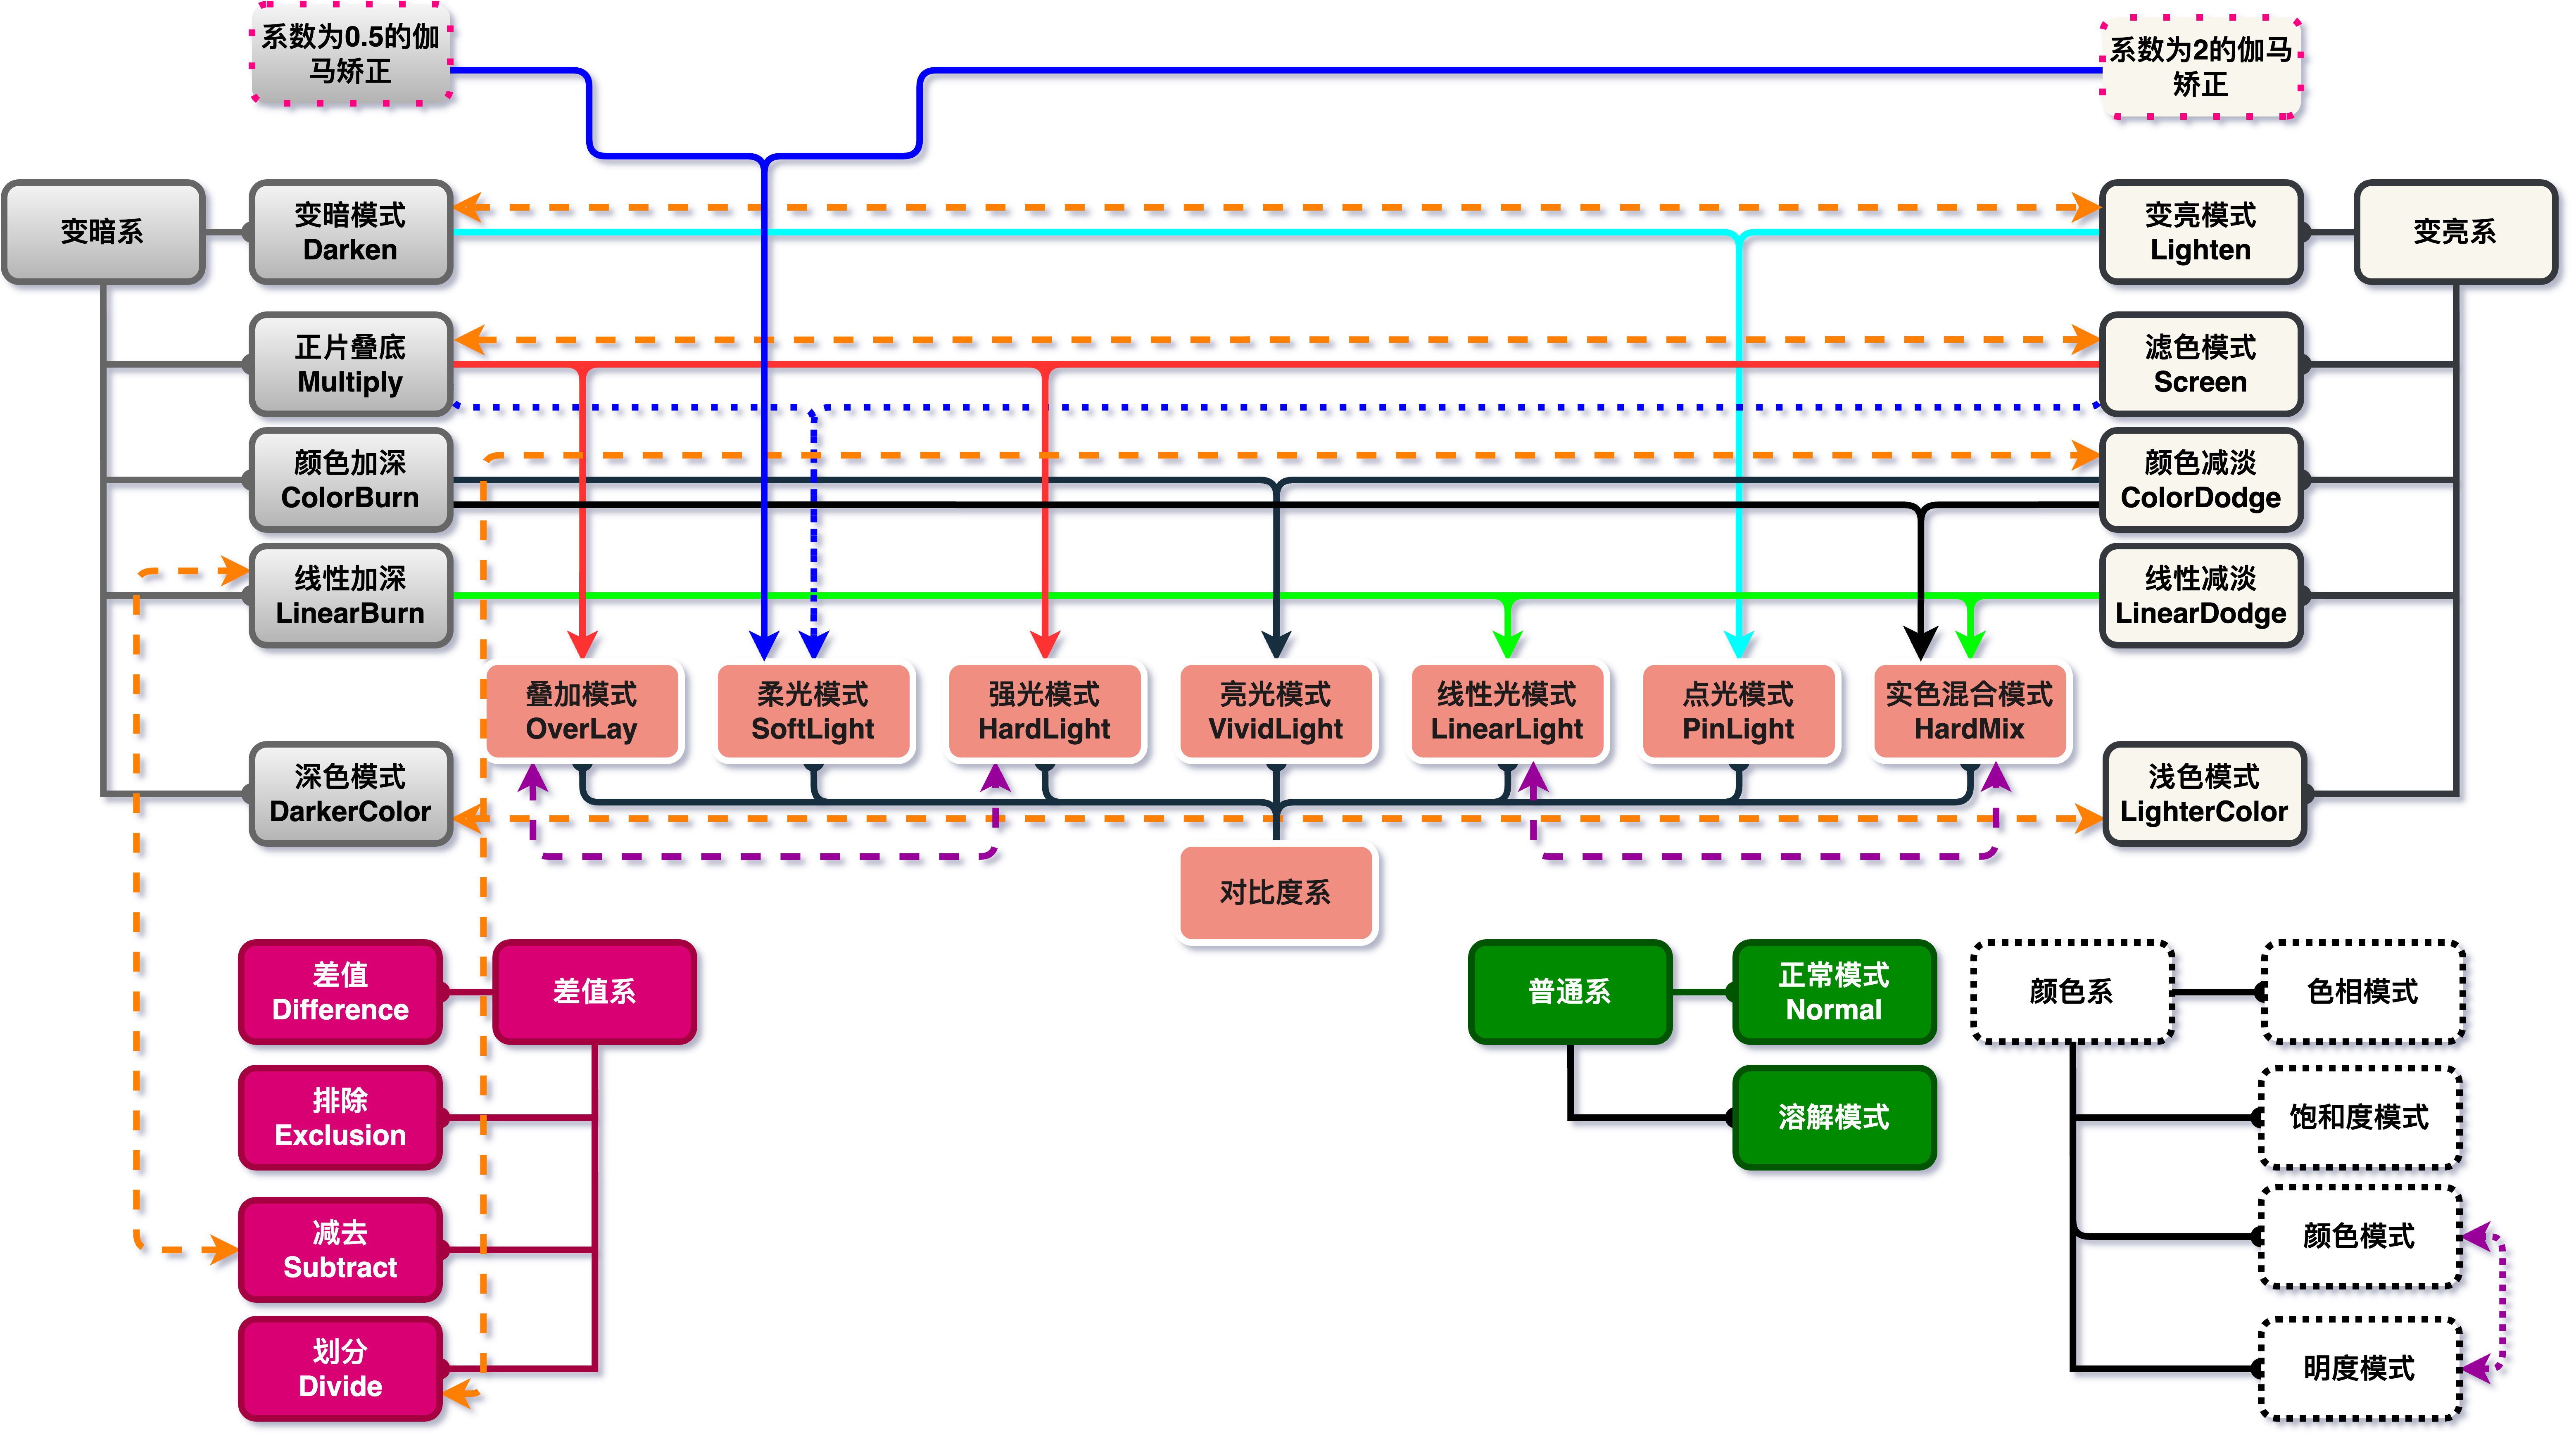 系数为0.5的伽
马矫正
系数为2的伽马
矫正
变暗系
变暗模式
Darken
变亮模式
Lighten
变亮系
正片叠底
Multiply
滤色模式
Screen
颜色加深
ColorBurn
颜色减淡
ColorDodge
线性加深
LinearBurn
线性减淡
LinearDodge
叠加模式
OverLay
柔光模式
SoftLight
强光模式
HardLight
亮光模式
VividLight
线性光模式
LinearLight
点光模式
PinLight
实色混合模式
HardMix
深色模式
DarkerColor
浅色模式
LighterColor
对比度系
差值
Difference
差值系
普通系
正常模式
Normal
颜色系
色相模式
排除
Exclusion
溶解模式
饱和度模式
减去
Subtract
颜色模式
划分
Divide
明度模式